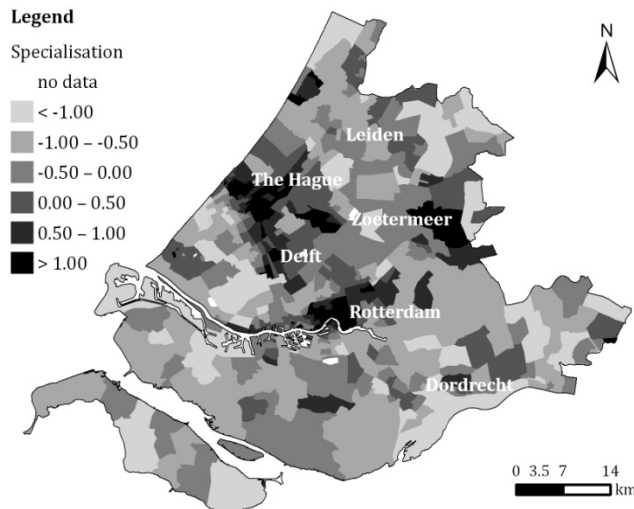 Legend
Specialisation
no data
< -1.00
-1.00 – -0.50
-0.50 – 0.00
0.00 – 0.50
0.50 – 1.00
> 1.00
N
Leiden
The Hague
Zoetermeer
Delft
Rotterdam
Dordrecht
0 3.5 7 14
km